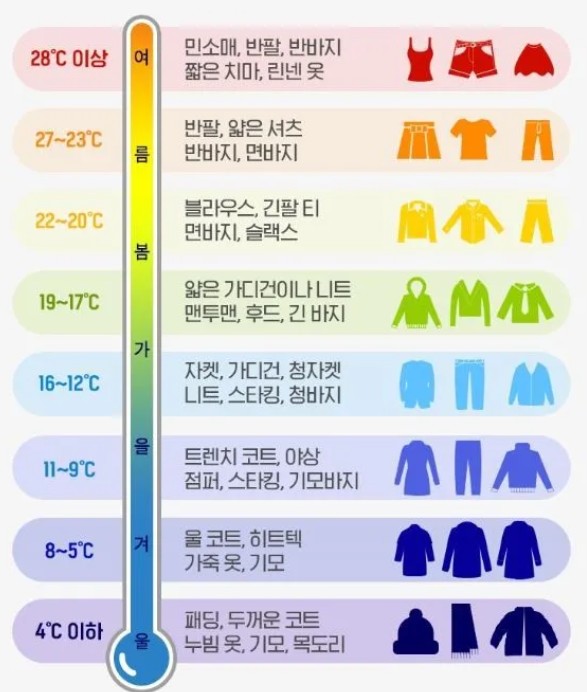 28℃ 이상
여
민소매, 반팔, 반바지
짧은 치마, 린넨 옷
27~23℃
름
반팔, 얇은 셔츠
반바지, 면바지
22~20℃
봄
블라우스, 긴팔 티
면바지, 슬랙스
19~17℃
얇은 가디건이나 니트
맨투맨, 후드, 긴 바지
가
16~12℃
자켓, 가디건, 청자켓
니트, 스타킹, 청바지
을
11~9℃
트렌치 코트, 야상
점퍼, 스타킹, 기모바지
겨
8~5℃
울 코트, 히트텍
가죽 옷, 기모
4℃ 이하
울
패딩, 두꺼운 코트
누빔 옷, 기모, 목도리